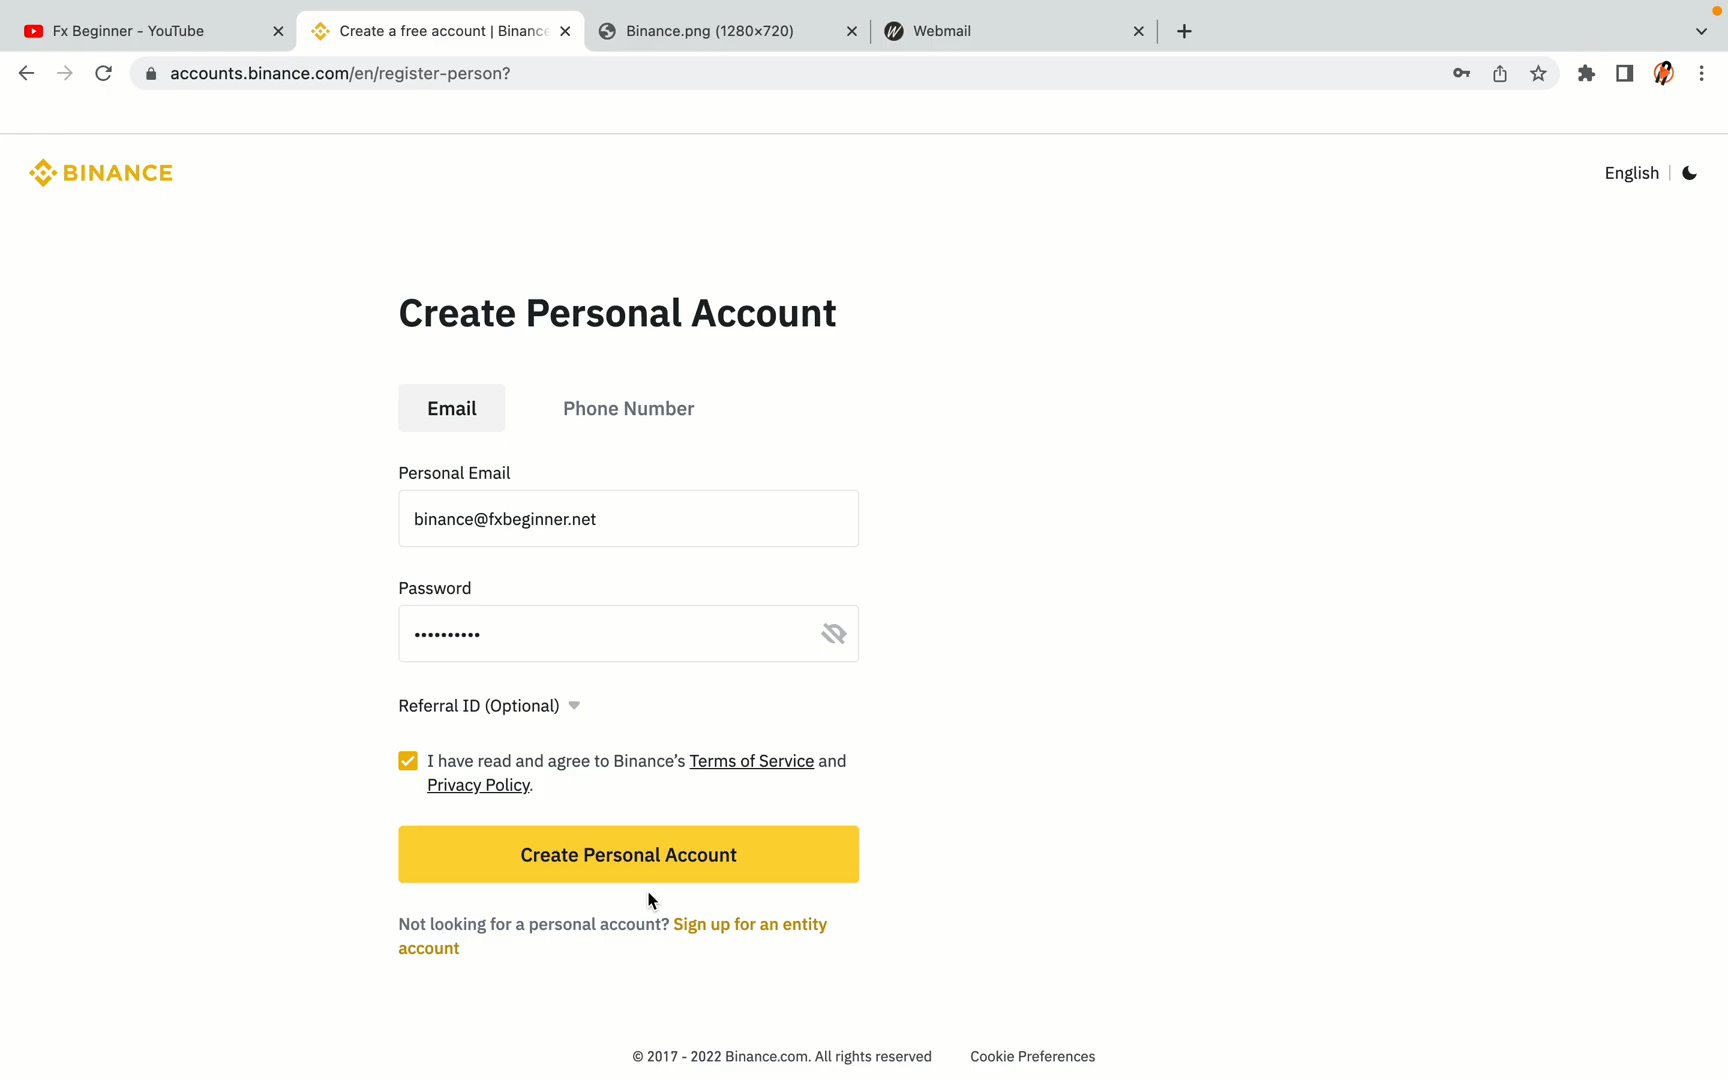 Fx Beginner - YouTube
Create a free account | Binance
Binance.png (1280×720)
Webmail
accounts.binance.com/en/register-person?
BINANCE
English
Create Personal Account
Email
Phone Number
Personal Email
binance@fxbeginner.net
Password
••••••••••
Referral ID (Optional)
I have read and agree to Binance’s Terms of Service and
Privacy Policy.
Create Personal Account
Not looking for a personal account? Sign up for an entity
account
© 2017 - 2022 Binance.com. All rights reserved
Cookie Preferences